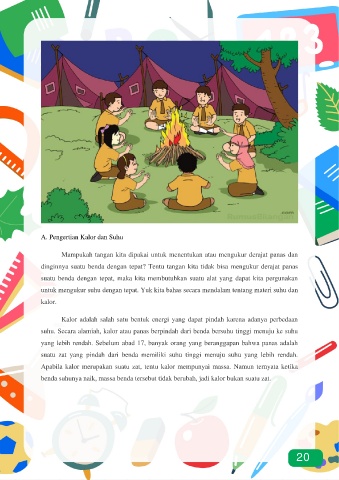 A. Pengertian Kalor dan Suhu
Mampukah tangan kita dipakai untuk menentukan atau mengukur derajat panas dan
dinginnya suatu benda dengan tepat? Tentu tangan kita tidak bisa mengukur derajat panas
suatu benda dengan tepat, maka kita membutuhkan suatu alat yang dapat kita pergunakan
untuk mengukur suhu dengan tepat. Yuk kita bahas secara mendalam tentang materi suhu dan
kalor.
Kalor adalah salah satu bentuk energi yang dapat pindah karena adanya perbedaan
suhu. Secara alamiah, kalor atau panas berpindah dari benda bersuhu tinggi menuju ke suhu
yang lebih rendah. Sebelum abad 17, banyak orang yang beranggapan bahwa panas adalah
suatu zat yang pindah dari benda memiliki suhu tinggi menuju suhu yang lebih rendah.
Apabila kalor merupakan suatu zat, tentu kalor mempunyai massa. Namun ternyata ketika
benda suhunya naik, massa benda tersebut tidak berubah, jadi kalor bukan suatu zat.
20